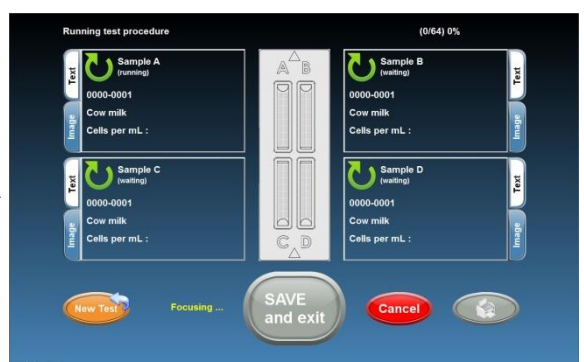 Running test procedure
(0/64) 0%
Text
Image
Sample A
(running)
0000-0001
Cow milk
Cells per mL :
A B
Sample B
(waiting)
0000-0001
Cow milk
Cells per mL :
Text
Image
Text
Image
Sample C
(waiting)
0000-0001
Cow milk
Cells per mL :
C D
Sample D
(waiting)
0000-0001
Cow milk
Cells per mL :
Text
Image
New Test
Focusing ...
SAVE
and exit
Cancel